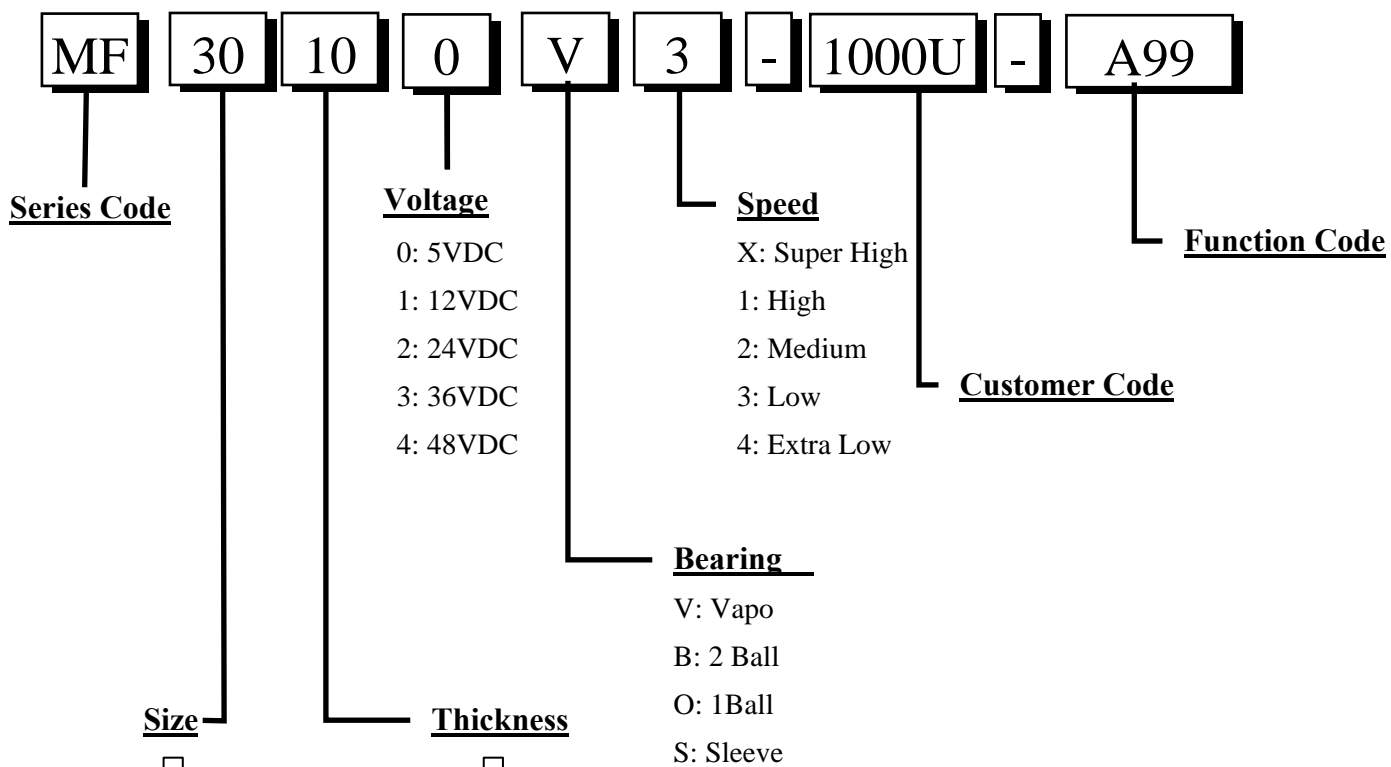 MF 30 10 0 V 3 - 1000U - A99
Series Code
Voltage
0: 5VDC
1: 12VDC
2: 24VDC
3: 36VDC
4: 48VDC
Speed
X: Super High
1: High
2: Medium
3: Low
4: Extra Low
Function Code
Customer Code
Bearing
V: Vapo
B: 2 Ball
O: 1Ball
S: Sleeve
Size
Thickness